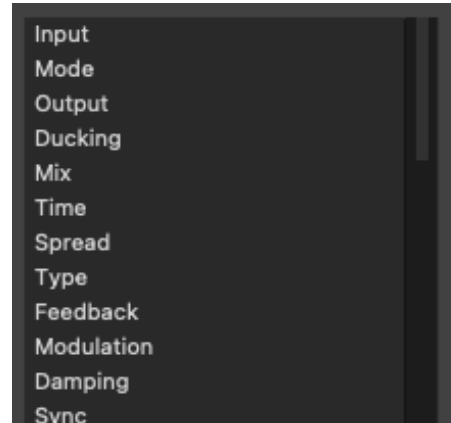 Input
Mode
Output
Ducking
Mix
Time
Spread
Type
Feedback
Modulation
Damping
Sync